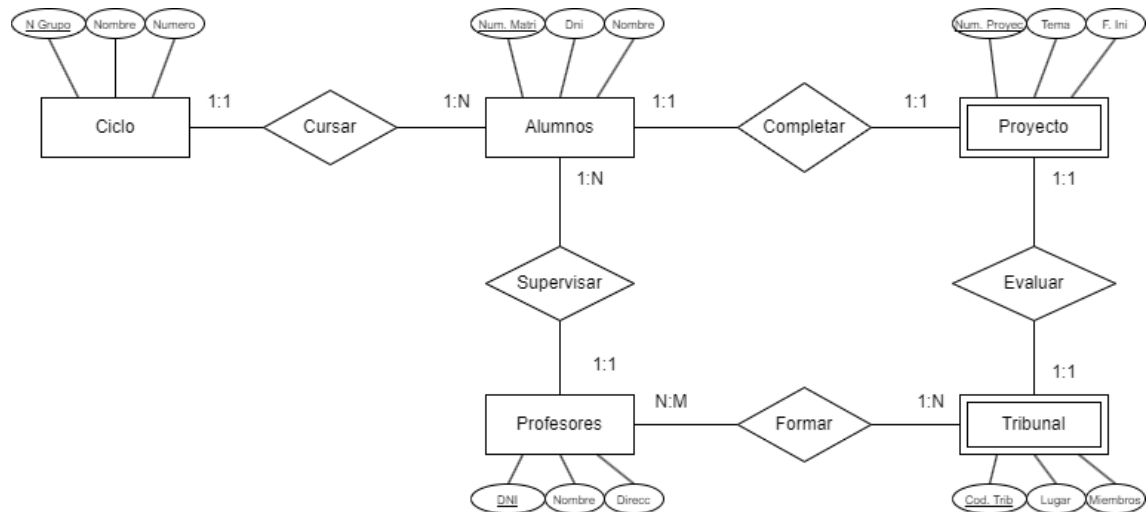 N Grupo Nombre Numero Num. Matri Dni Nombre Num. Proyec Tema F. Ini
1:1 1:N 1:1 1:1
Ciclo Cursar Alumnos Completar Proyecto
1:N 1:1
Supervisar Evaluar
1:1 1:1
N:M 1:N
Profesores Formar Tribunal
DNI Nombre Direcc Cod. Trib Lugar Miembros